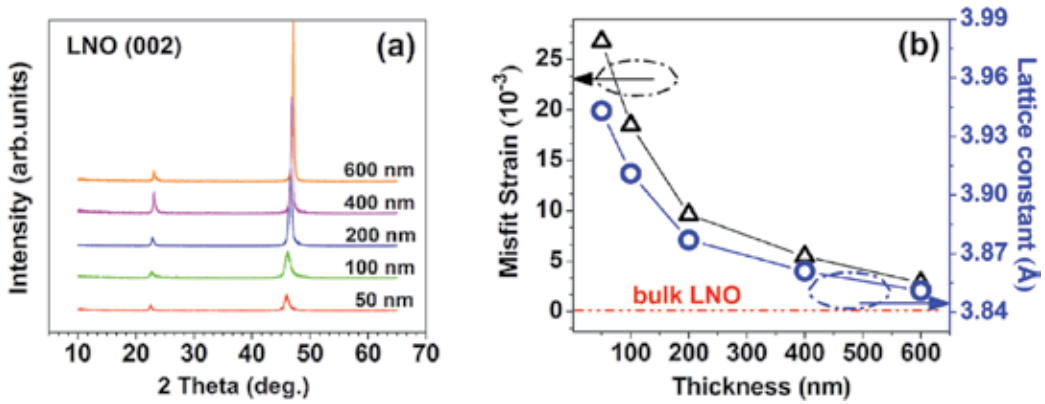 LNO (002)
(a)
Intensity (arb.units)
600 nm
400 nm
200 nm
100 nm
50 nm
10 20 30 40 50 60 70
2 Theta (deg.)
(b)
Misfit Strain (10⁻³)
25
20
15
10
5
0
bulk LNO
100 200 300 400 500 600
Thickness (nm)
3.99
3.96
3.93
3.90
3.87
3.84
Lattice constant (Å)